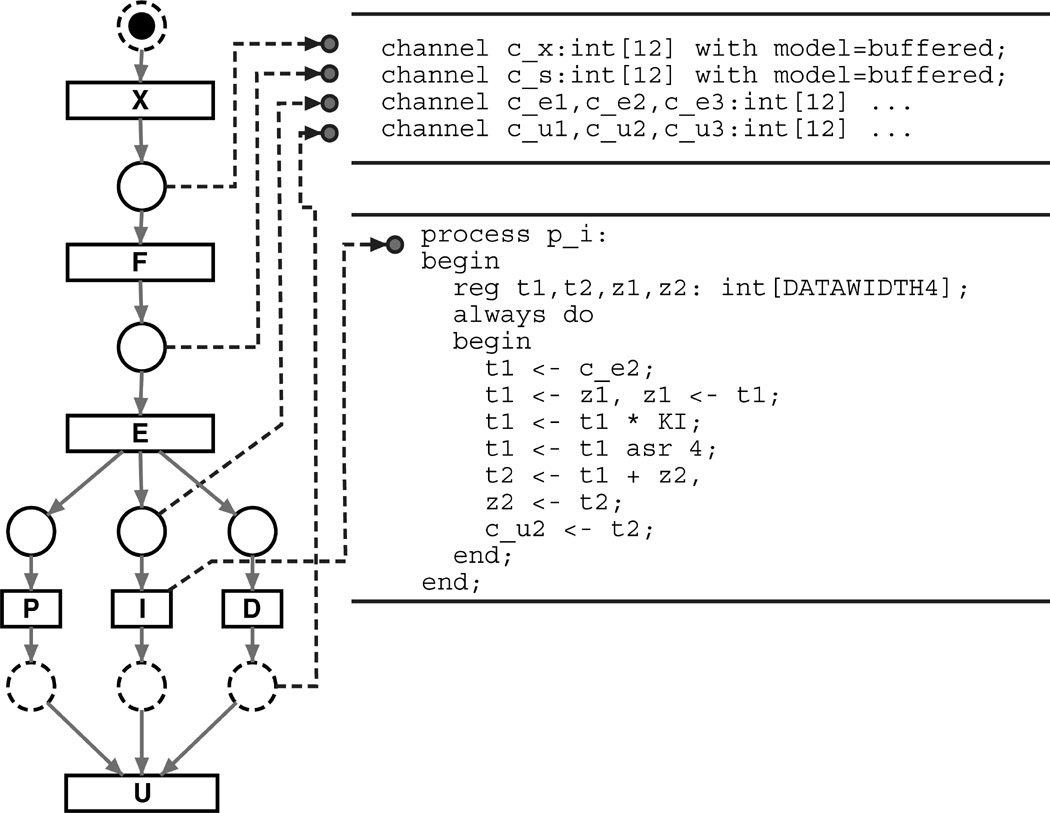 X
F
E
P I D
U
channel c_x:int[12] with model=buffered;
channel c_s:int[12] with model=buffered;
channel c_e1,c_e2,c_e3:int[12] ...
channel c_u1,c_u2,c_u3:int[12] ...
process p_i:
begin
reg t1,t2,z1,z2: int[DATAWIDTH4];
always do
begin
t1 <- c_e2;
t1 <- z1, z1 <- t1;
t1 <- t1 * KI;
t1 <- t1 asr 4;
t2 <- t1 + z2,
z2 <- t2;
c_u2 <- t2;
end;
end;